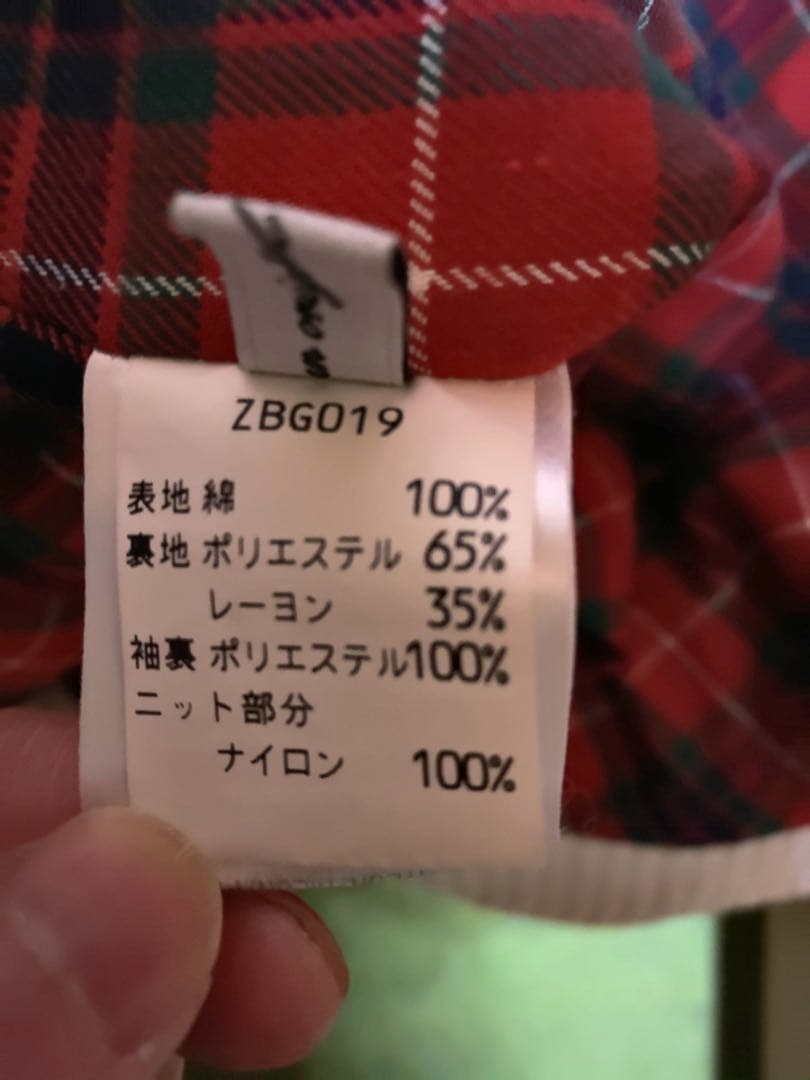 ZBG019
表地 綿 100%
裏地 ポリエステル 65%
レーヨン 35%
袖裏 ポリエステル100%
ニット部分
ナイロン 100%